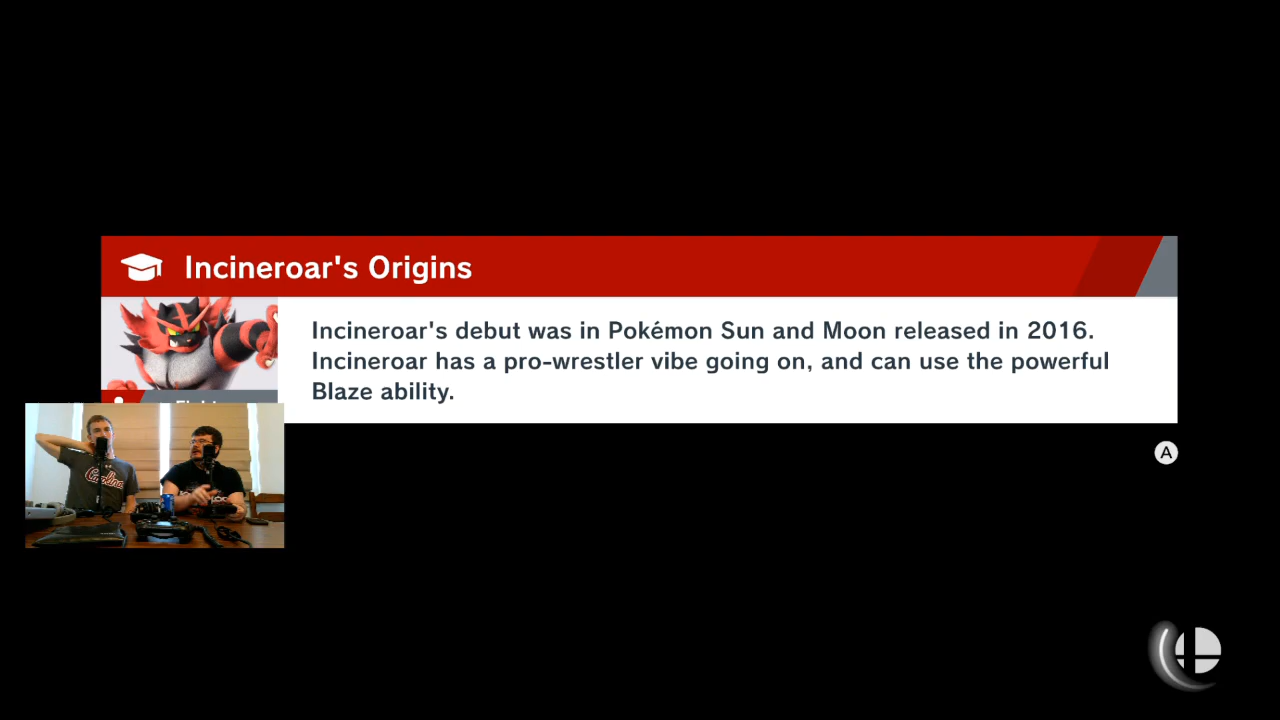 Incineroar's Origins
Incineroar's debut was in Pokémon Sun and Moon released in 2016.
Incineroar has a pro-wrestler vibe going on, and can use the powerful
Blaze ability.
A
Carolina